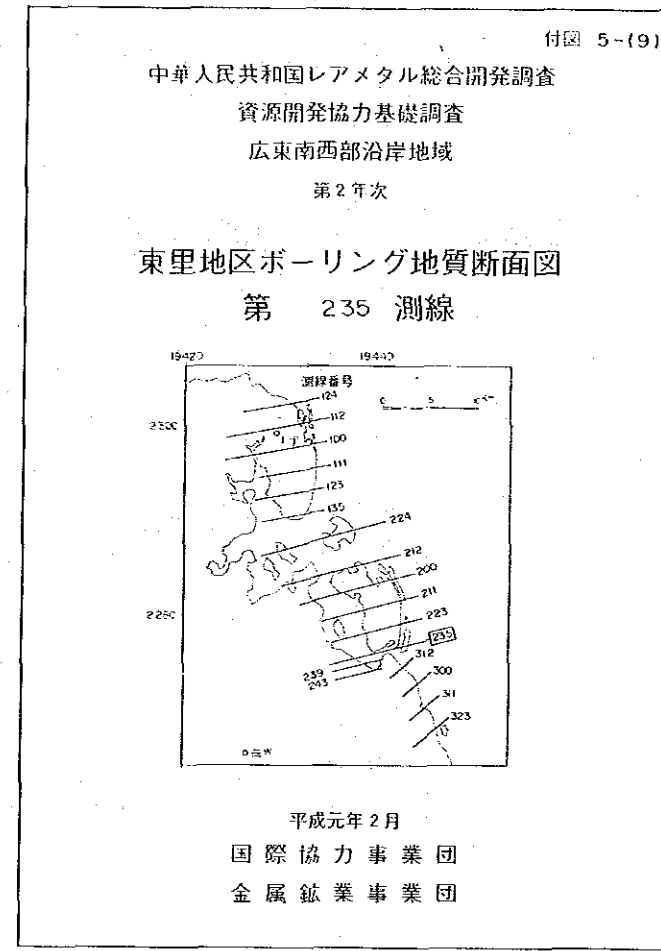 付図 5-(9)
中華人民共和国レアメタル総合開発調査
資源開発協力基礎調査
広東南西部沿岸地域
第2年次
東里地区ボーリング地質断面図
第 235 測線
19420 19440
測線番号
124
0 5
112
2300
100
111
123
135
224
212
200
211
2280
223
235
312
239
300
243
311
323
平成元年2月
国際協力事業団
金属鉱業事業団